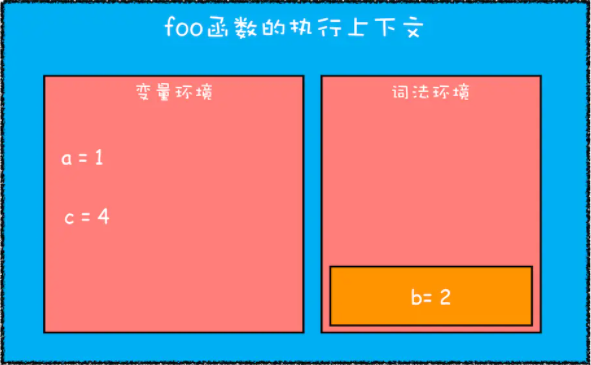 foo函数的执行上下文
变量环境
a = 1
c = 4
词法环境
b= 2